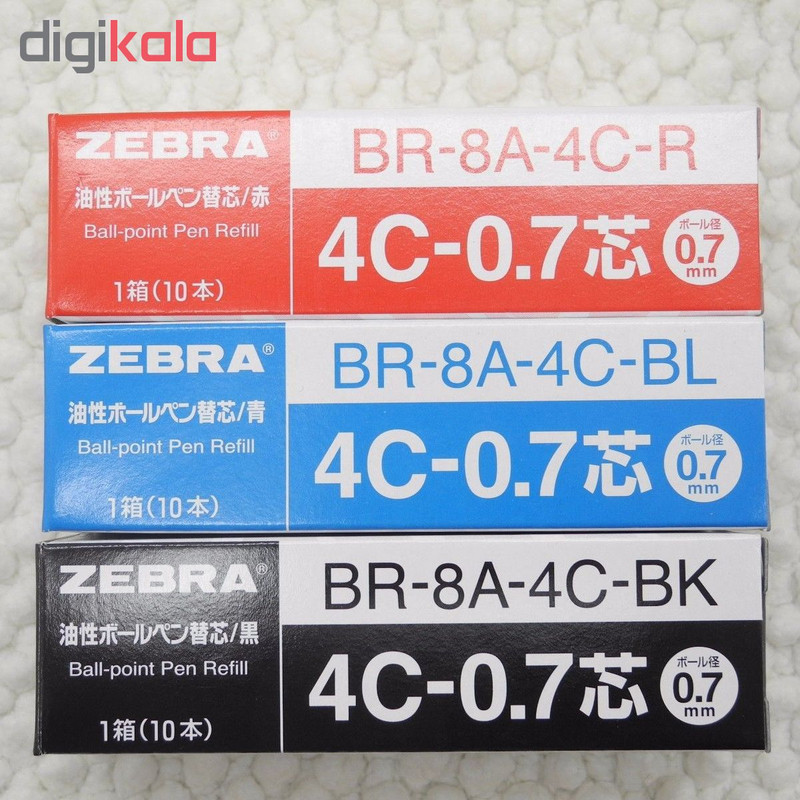 digikala
ZEBRA®
油性ボールペン替芯/赤
Ball-point Pen Refill
1箱(10本)
BR-8A-4C-R
4C-0.7芯
ボール径
0.7
mm
ZEBRA®
油性ボールペン替芯/青
Ball-point Pen Refill
1箱(10本)
BR-8A-4C-BL
4C-0.7芯
ボール径
0.7
mm
ZEBRA®
油性ボールペン替芯/黒
Ball-point Pen Refill
1箱(10本)
BR-8A-4C-BK
4C-0.7芯
ボール径
0.7
mm